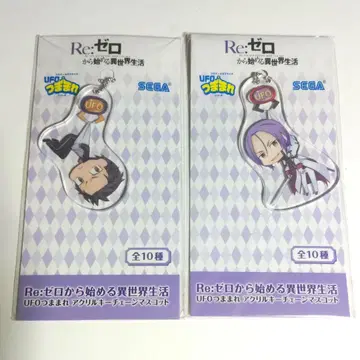 Re:ゼロ
から始める異世界生活
UFOつままれ
SEGA
UFO
全10種
Re:ゼロから始める異世界生活
UFOつままれ アクリルキーチェーンマスコット
Re:ゼロ
から始める異世界生活
UFOつままれ
SEGA
UFO
全10種
Re:ゼロから始める異世界生活
UFOつままれ アクリルキーチェーンマスコット